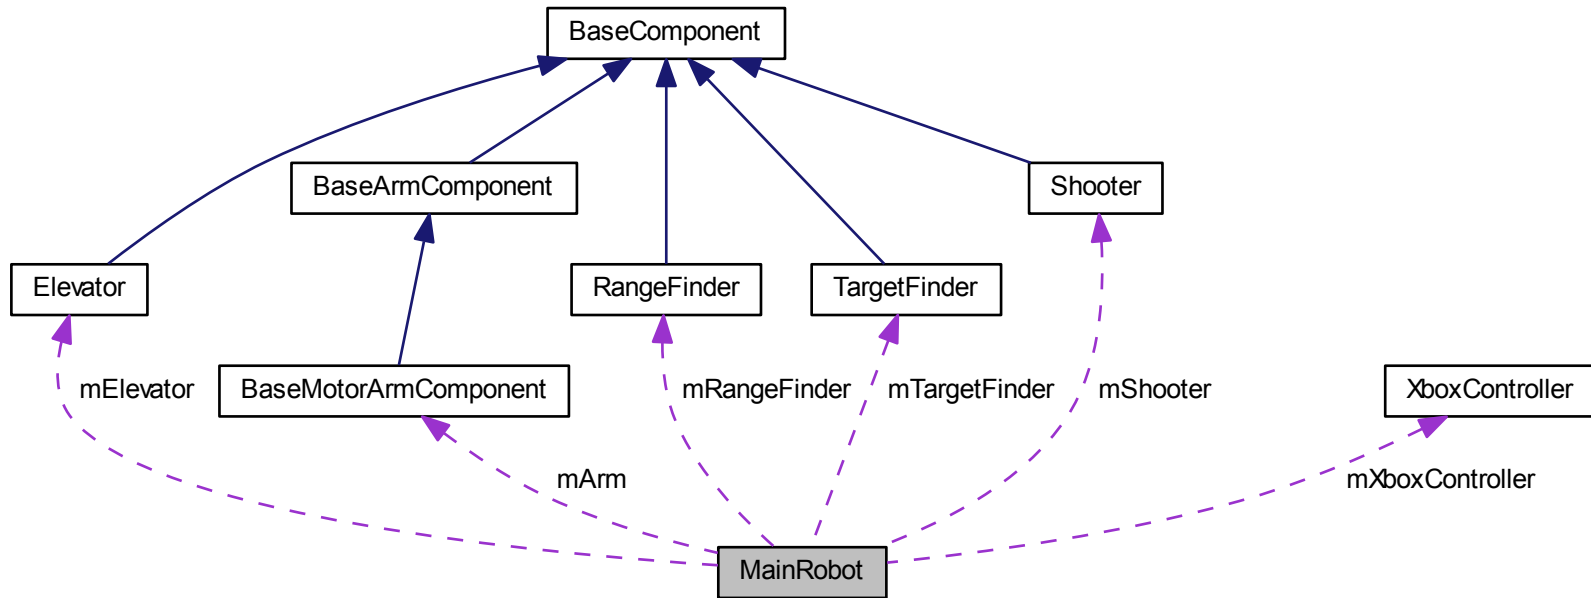 BaseComponent
BaseArmComponent
Shooter
Elevator
RangeFinder
TargetFinder
mElevator
BaseMotorArmComponent
mRangeFinder
mTargetFinder
mShooter
XboxController
mArm
mXboxController
MainRobot